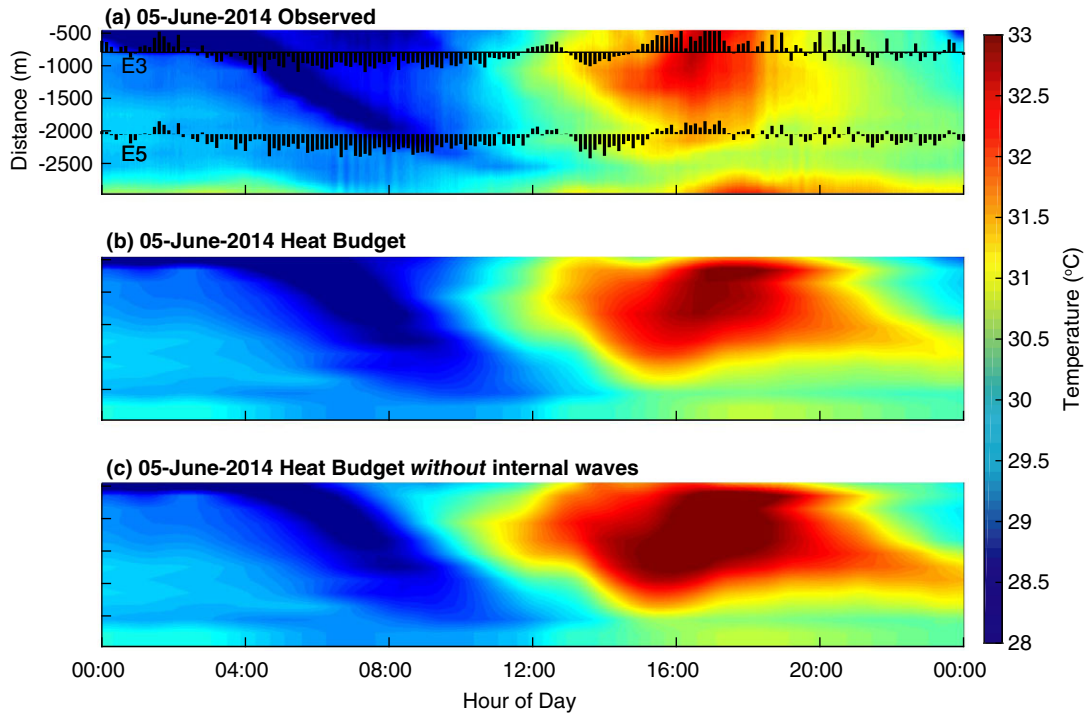 (a) 05-June-2014 Observed
-500
-1000
-1500
-2000
-2500
Distance (m)
E3
E5
(b) 05-June-2014 Heat Budget
(c) 05-June-2014 Heat Budget without internal waves
00:00 04:00 08:00 12:00 16:00 20:00 00:00
Hour of Day
33
32.5
32
31.5
31
30.5
30
29.5
29
28.5
28
Temperature (°C)